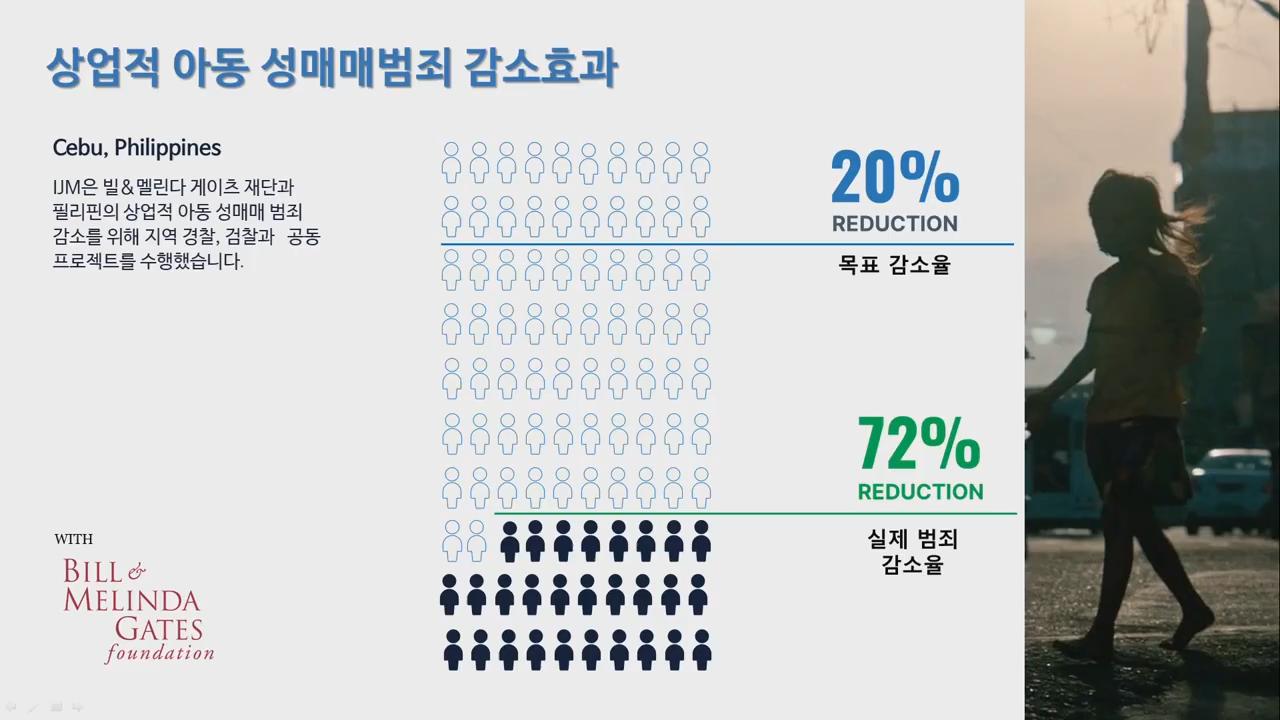 상업적 아동 성매매범죄 감소효과
Cebu, Philippines
IJM은 빌&멜린다 게이츠 재단과
필리핀의 상업적 아동 성매매 범죄
감소를 위해 지역 경찰, 검찰과 공동
프로젝트를 수행했습니다.
20%
REDUCTION
목표 감소율
72%
REDUCTION
실제 범죄
감소율
WITH
BILL &
MELINDA
GATES
foundation